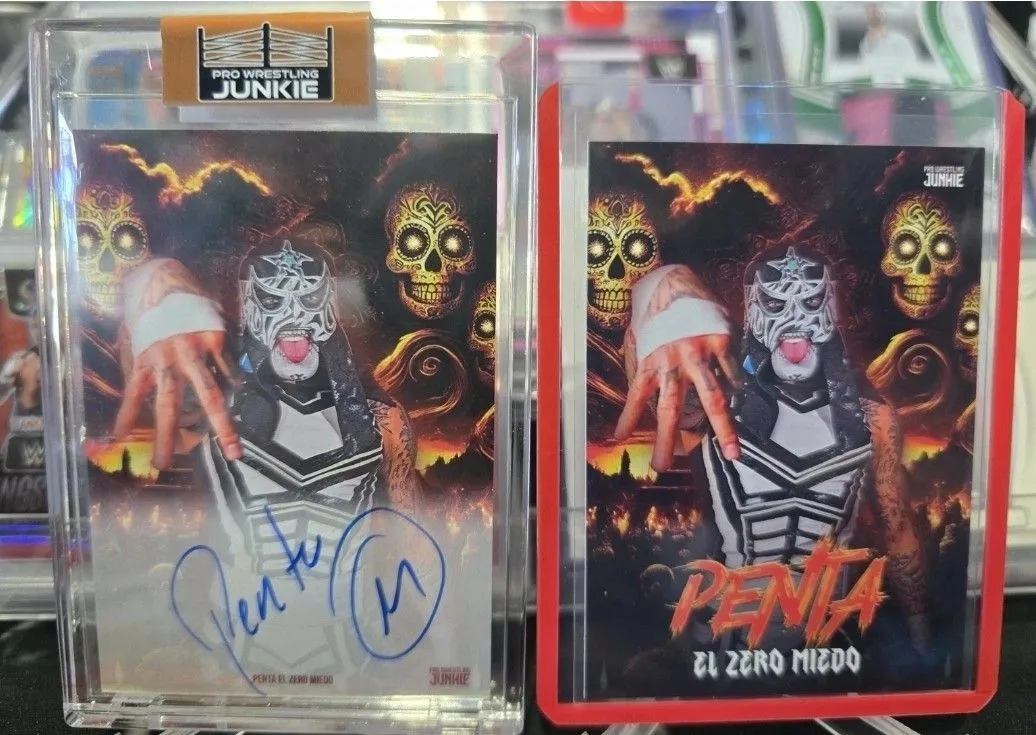 PRO WRESTLING
JUNKIE
Penta M
PENTA EL ZERO MIEDO
PRO WRESTLING
JUNKIE
PRO WRESTLING
JUNKIE
PENTA
EL ZERO MIEDO